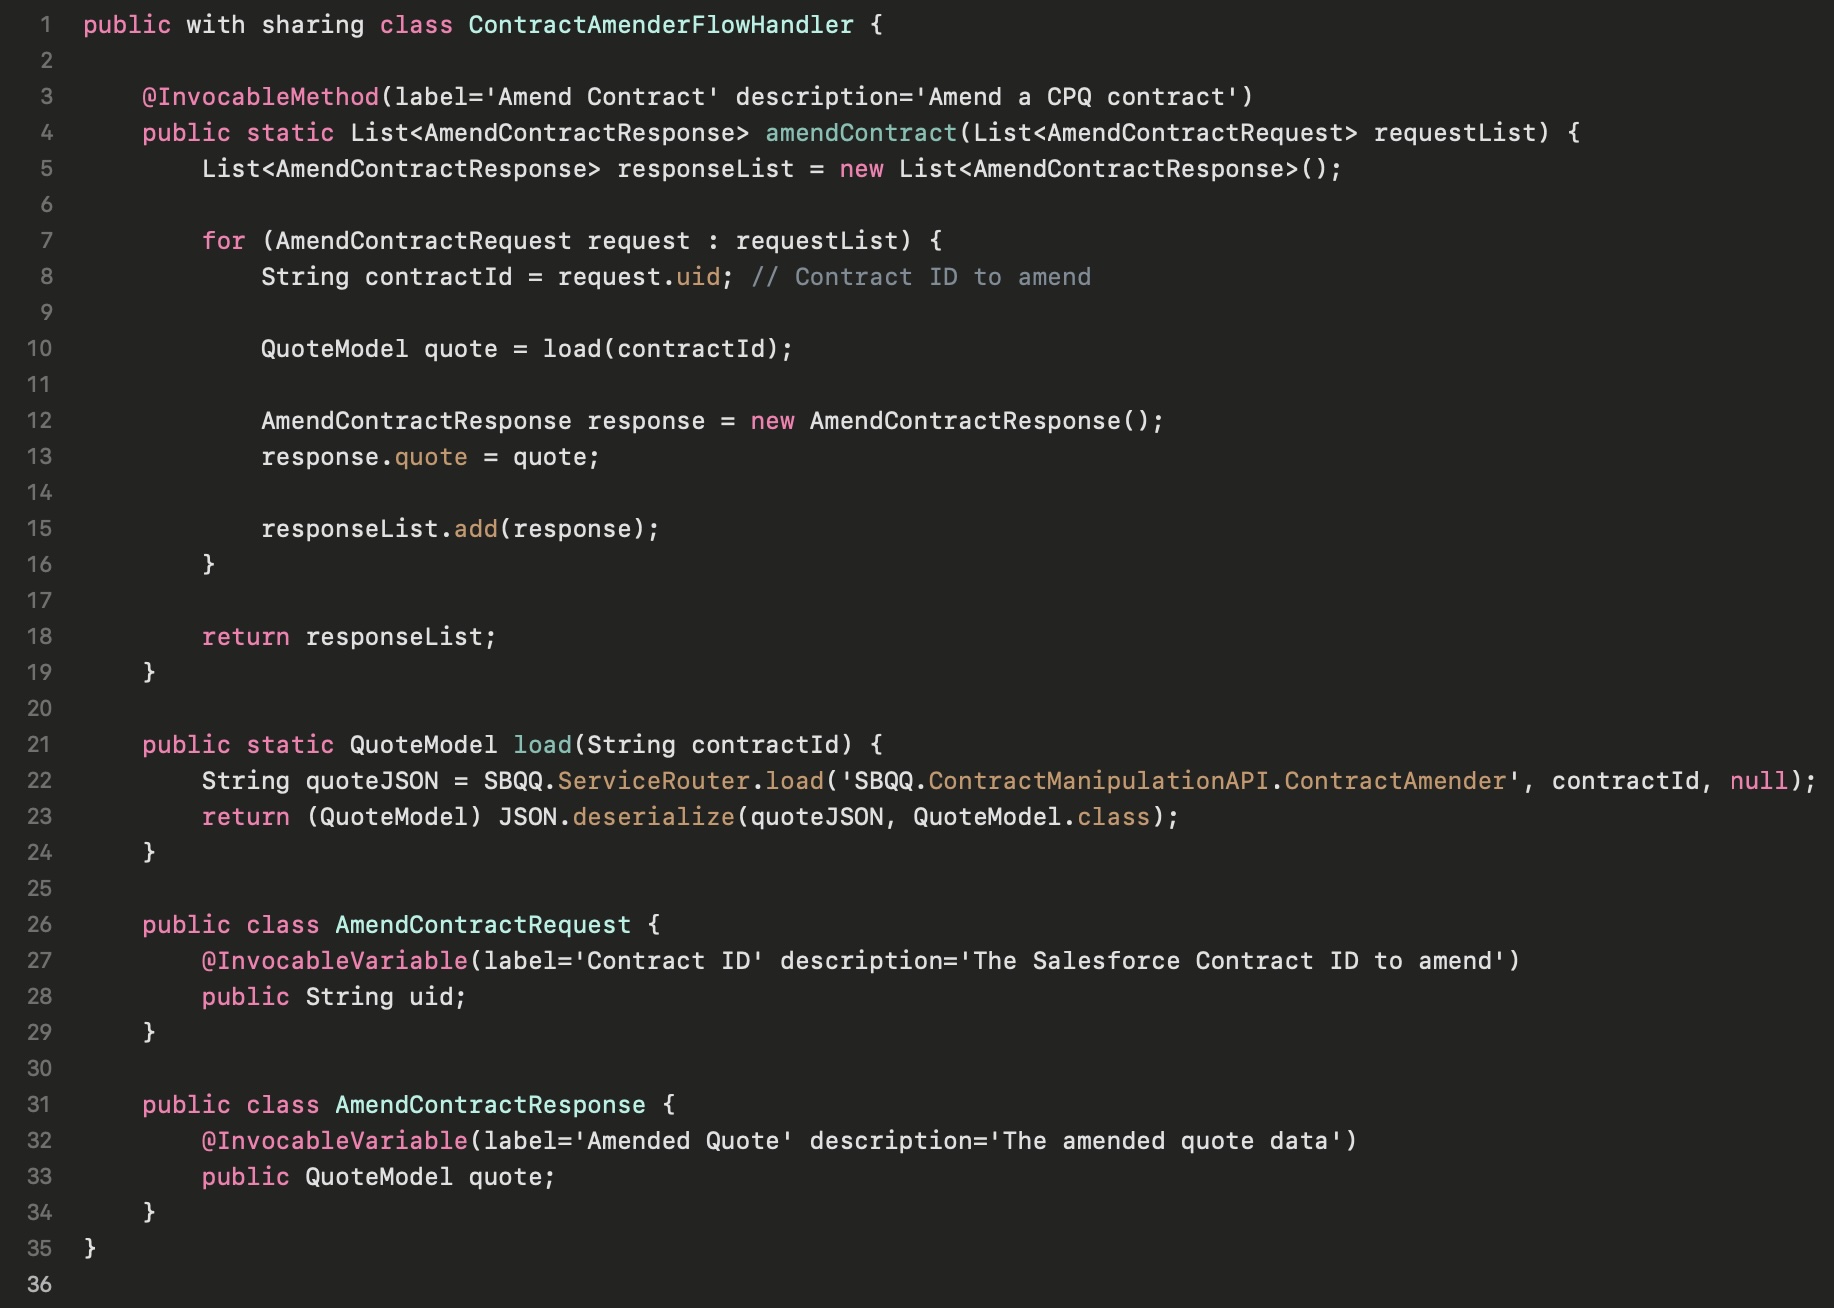 1 public with sharing class ContractAmenderFlowHandler {
2
3     @InvocableMethod(label='Amend Contract' description='Amend a CPQ contract')
4     public static List<AmendContractResponse> amendContract(List<AmendContractRequest> requestList) {
5         List<AmendContractResponse> responseList = new List<AmendContractResponse>();
6
7         for (AmendContractRequest request : requestList) {
8             String contractId = request.uid; // Contract ID to amend
9
10             QuoteModel quote = load(contractId);
11
12             AmendContractResponse response = new AmendContractResponse();
13             response.quote = quote;
14
15             responseList.add(response);
16         }
17
18         return responseList;
19     }
20
21     public static QuoteModel load(String contractId) {
22         String quoteJSON = SBQQ.ServiceRouter.load('SBQQ.ContractManipulationAPI.ContractAmender', contractId, null);
23         return (QuoteModel) JSON.deserialize(quoteJSON, QuoteModel.class);
24     }
25
26     public class AmendContractRequest {
27         @InvocableVariable(label='Contract ID' description='The Salesforce Contract ID to amend')
28         public String uid;
29     }
30
31     public class AmendContractResponse {
32         @InvocableVariable(label='Amended Quote' description='The amended quote data')
33         public QuoteModel quote;
34     }
35 }
36